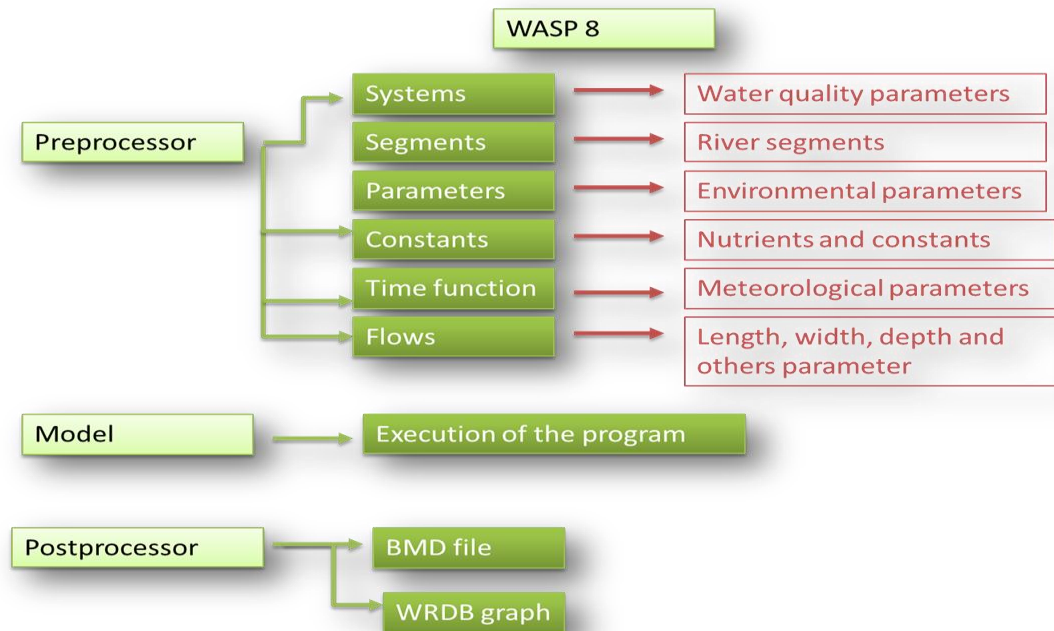 WASP 8
Preprocessor
Systems
Water quality parameters
Segments
River segments
Parameters
Environmental parameters
Constants
Nutrients and constants
Time function
Meteorological parameters
Flows
Length, width, depth and
others parameter
Model
Execution of the program
Postprocessor
BMD file
WRDB graph